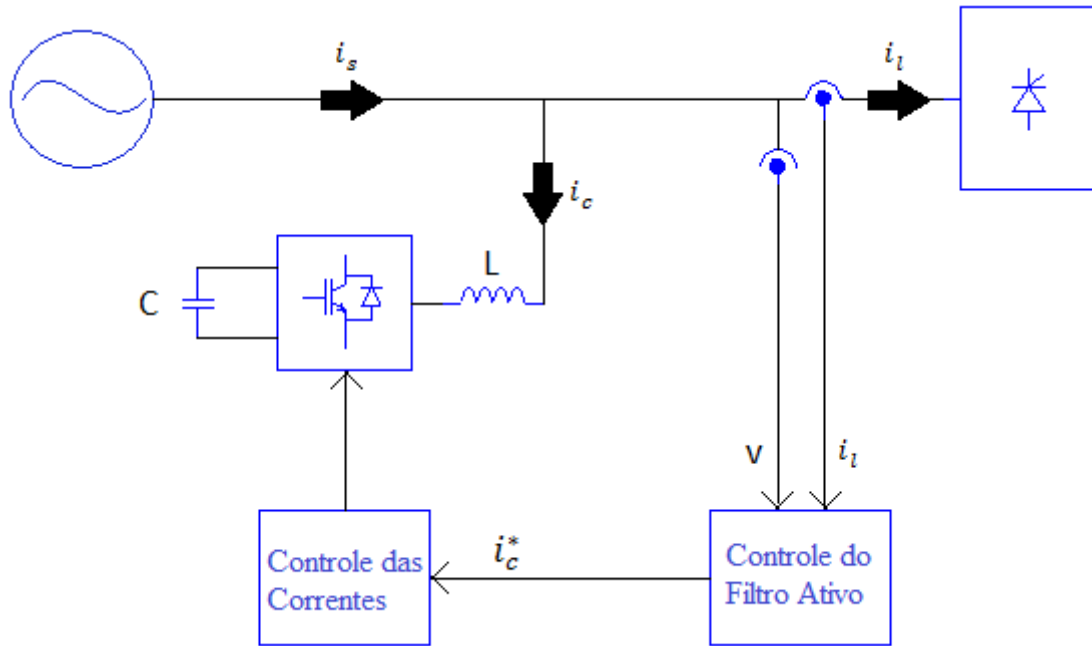 i_s
i_l
i_c
L
C
v
i_l
Controle das
Correntes
i_c^*
Controle do
Filtro Ativo